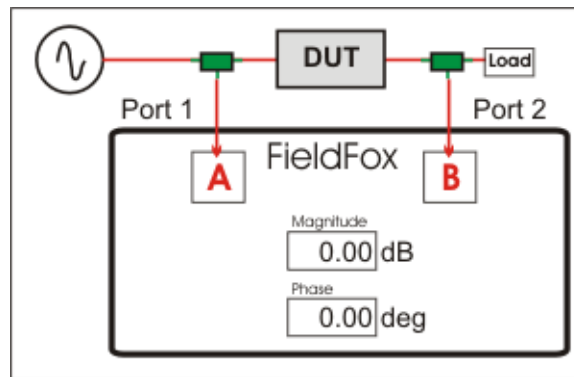 DUT
Load
Port 1
Port 2
FieldFox
A
B
Magnitude
0.00 dB
Phase
0.00 deg